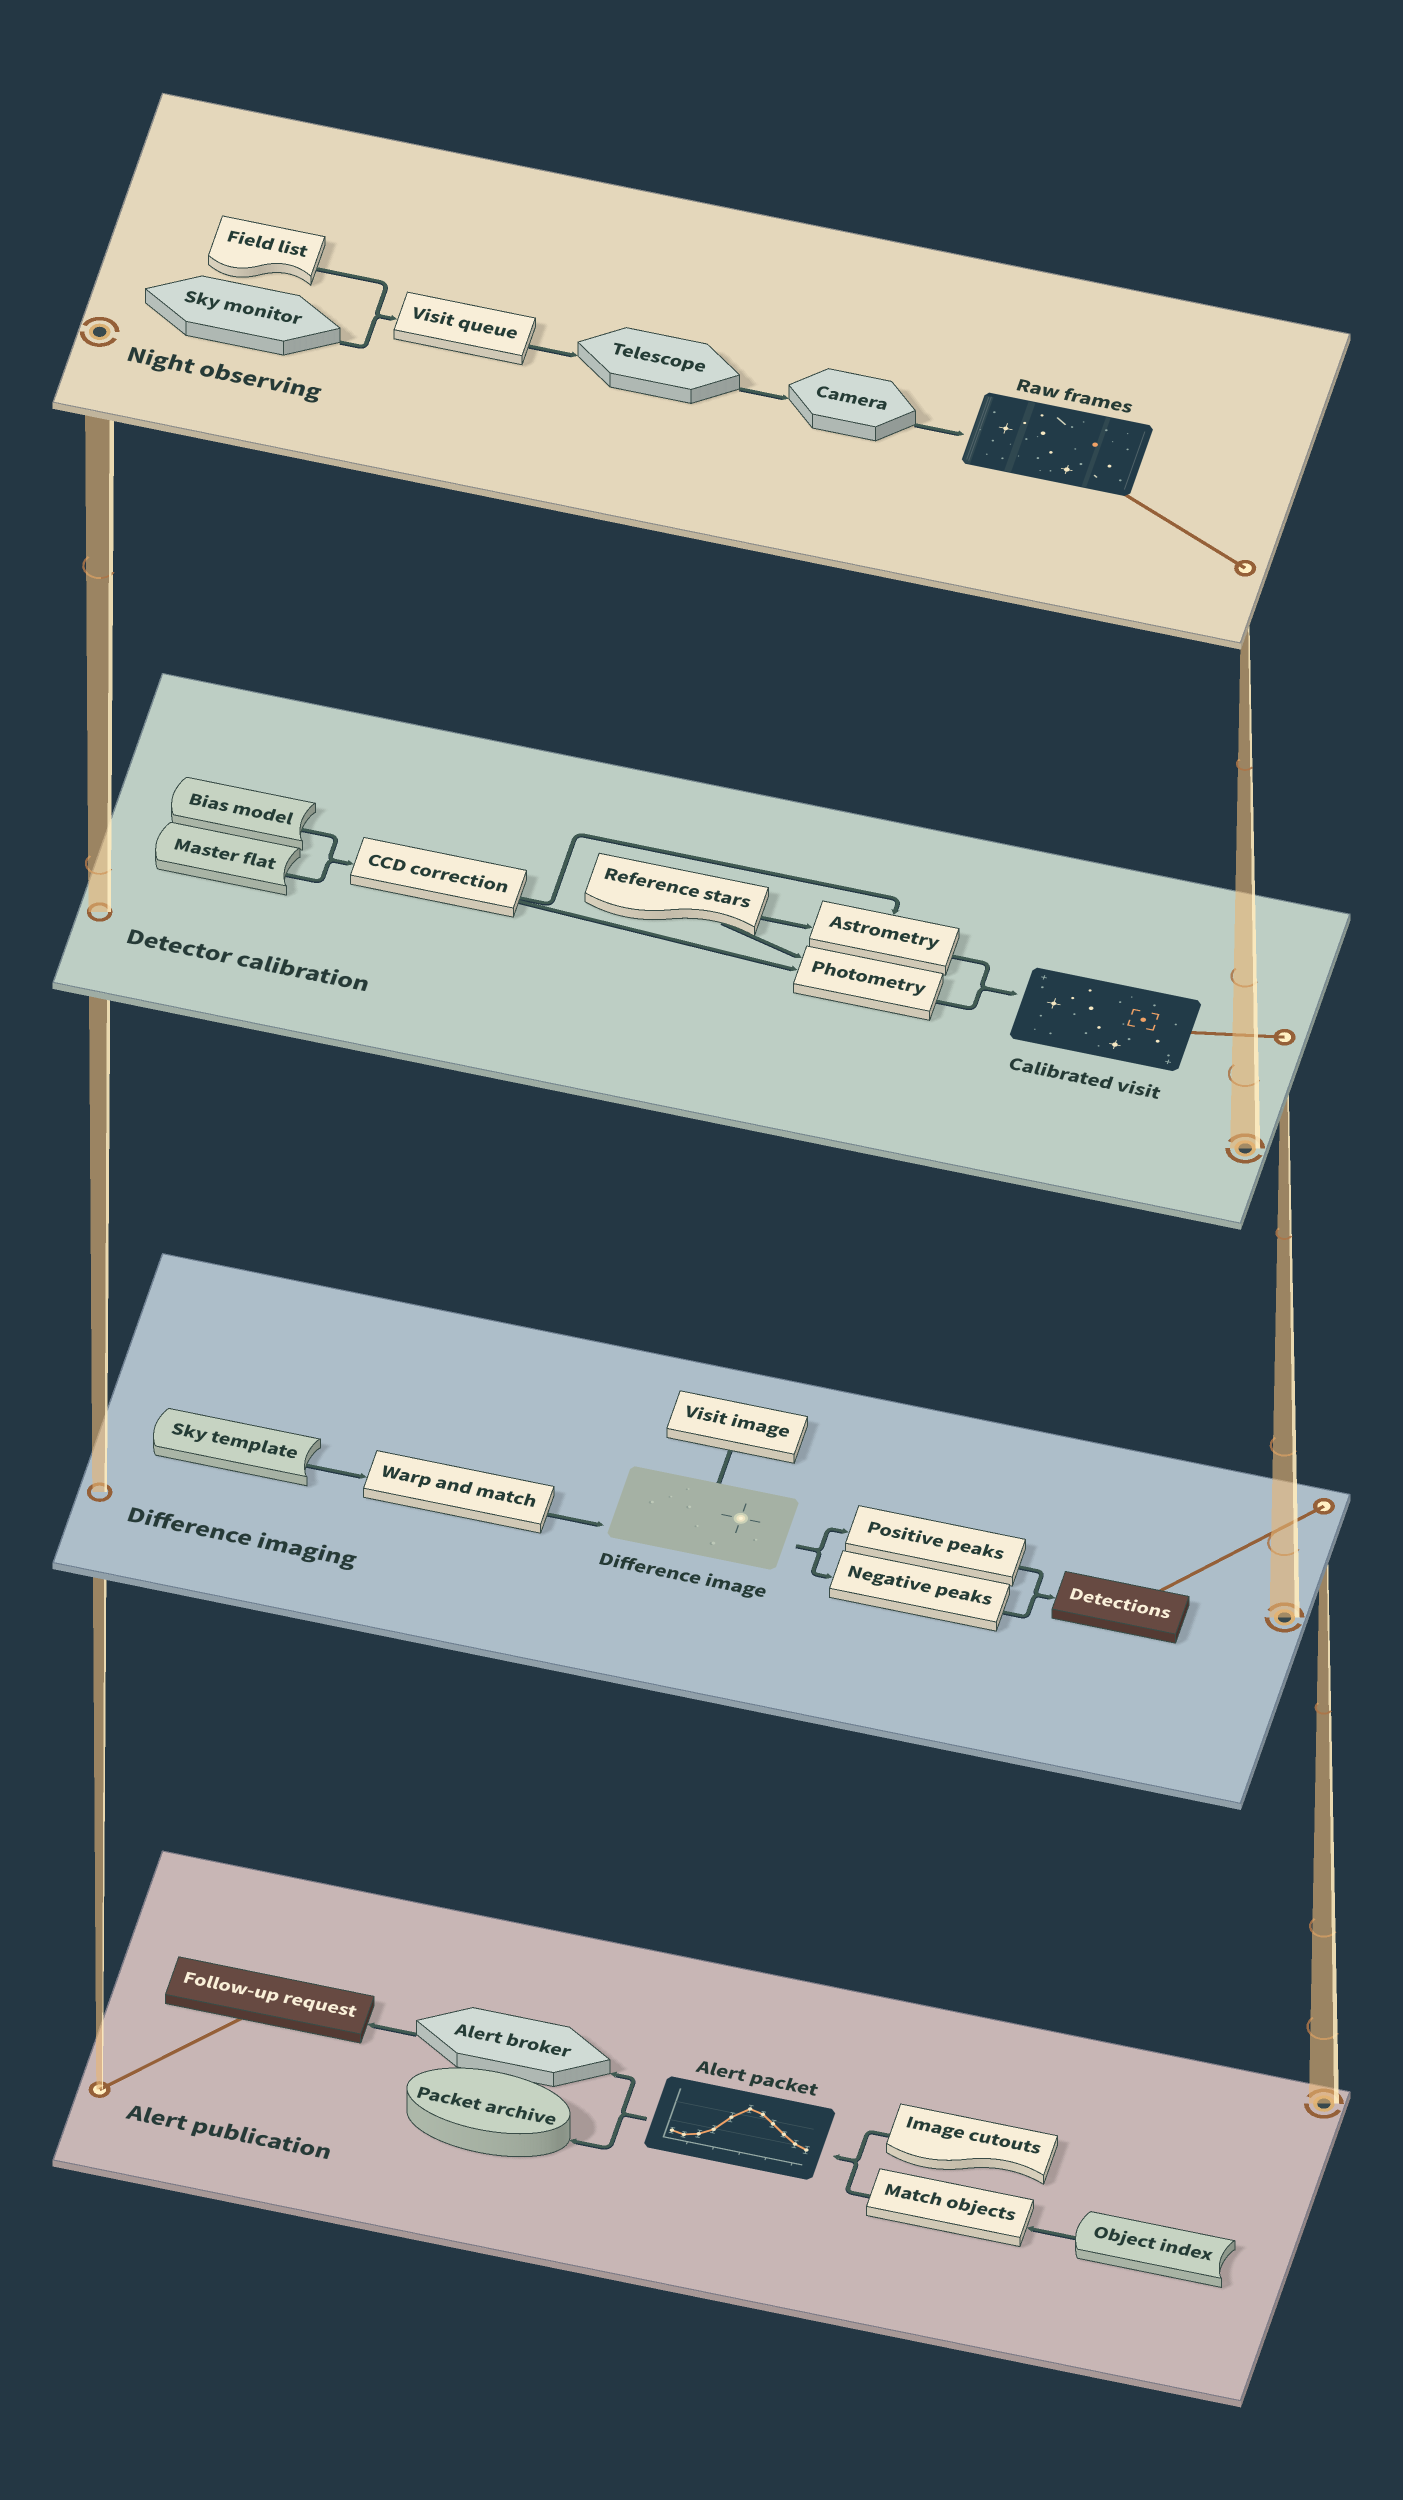 Field list
Sky monitor
Visit queue
Telescope
Camera
Raw frames
Night observing
Bias model
Master flat
CCD correction
Reference stars
Astrometry
Photometry
Calibrated visit
Detector calibration
Sky template
Warp and match
Visit image
Difference image
Positive peaks
Negative peaks
Detections
Difference imaging
Follow-up request
Alert broker
Packet archive
Alert packet
Image cutouts
Match objects
Object index
Alert publication